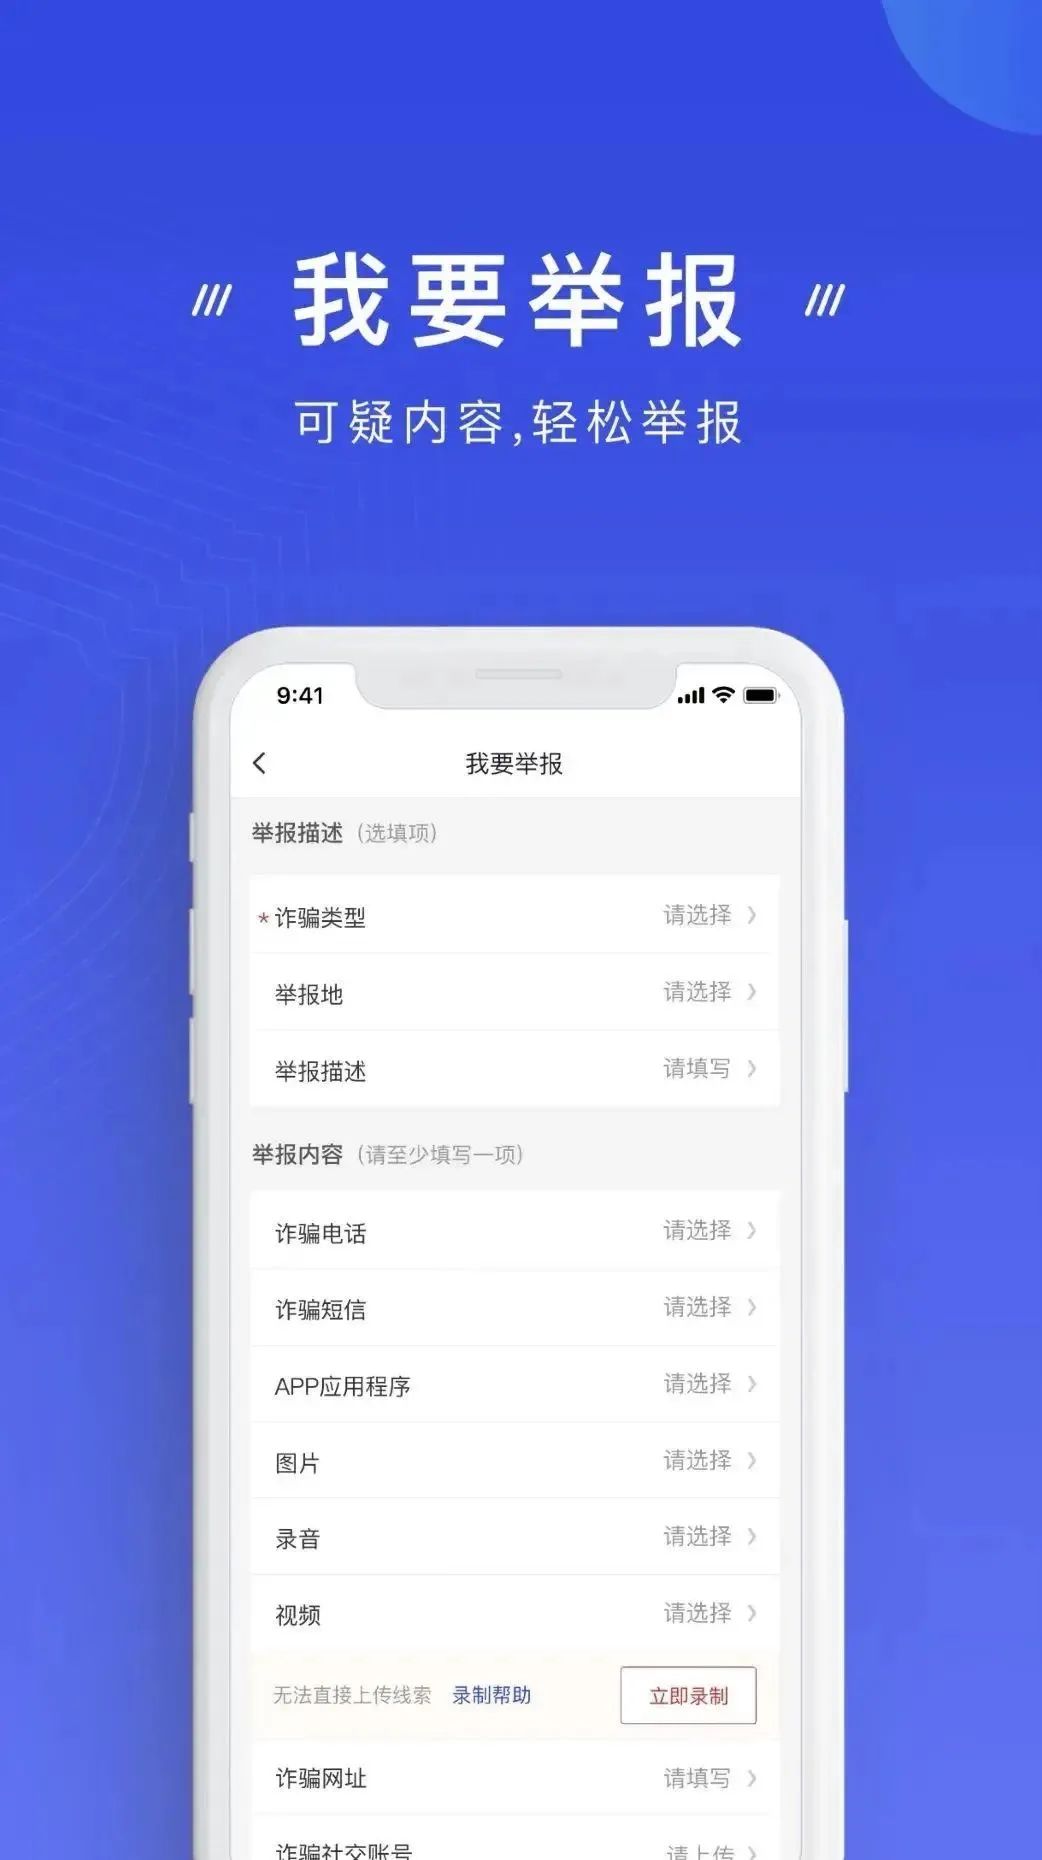 我要举报
可疑内容,轻松举报
9:41
我要举报
举报描述 (选填项)
* 诈骗类型 请选择
举报地 请选择
举报描述 请填写
举报内容 (请至少填写一项)
诈骗电话 请选择
诈骗短信 请选择
APP应用程序 请选择
图片 请选择
录音 请选择
视频 请选择
无法直接上传线索 录制帮助 立即录制
诈骗网址 请填写
诈骗社交账号 请上传